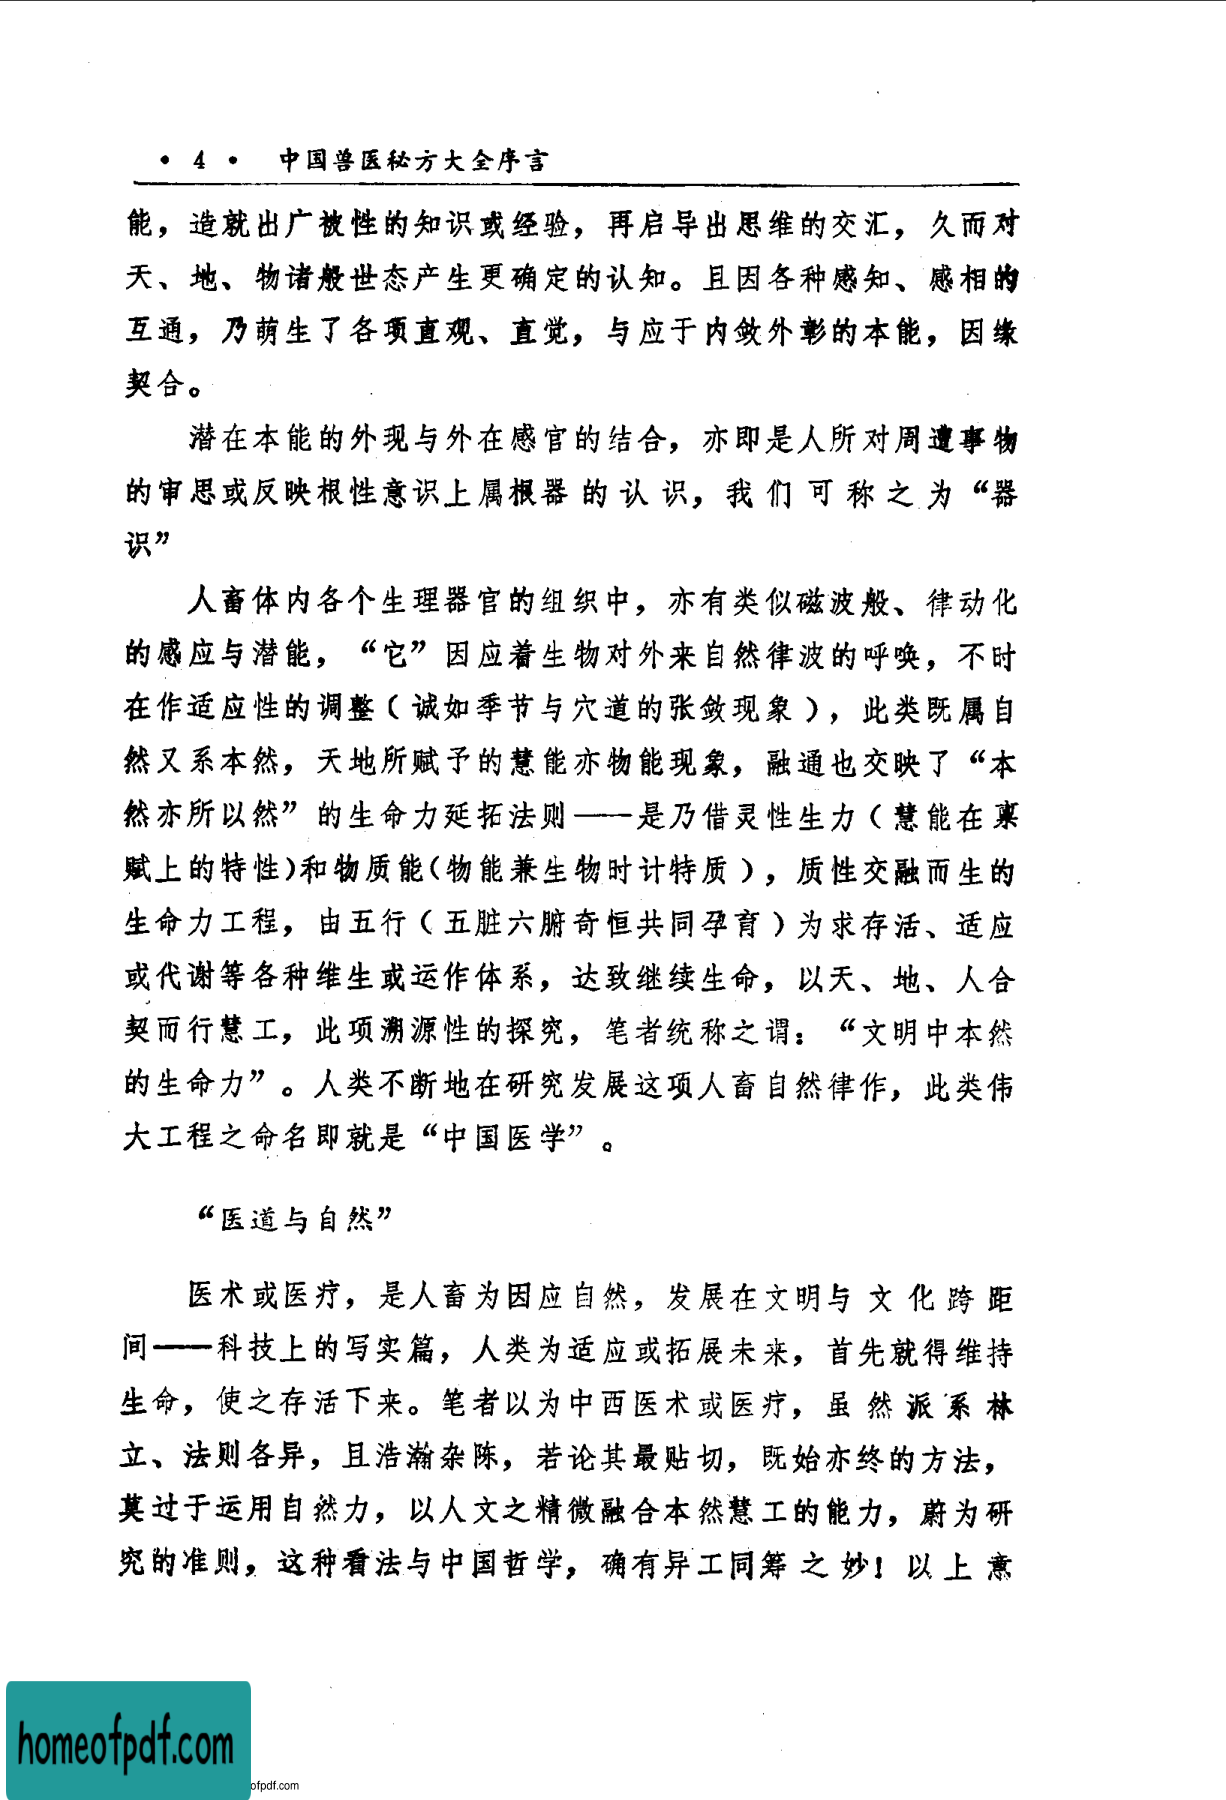 • 4 • 中国兽医秘方大全序言
能，造就出广被性的知识或经验，再启导出思维的交汇，久而对
天、地、物诸般世态产生更确定的认知。且因各种感知、感相的
互通，乃萌生了各项直观、直觉，与应于内敛外彰的本能，因缘
契合。
潜在本能的外现与外在感官的结合，亦即是人所对周遭事物
的审思或反映根性意识上属根器的认识，我们可称之为“器
识”
人畜体内各个生理器官的组织中，亦有类似磁波般、律动化
的感应与潜能，“它”因应着生物对外来自然律波的呼唤，不时
在作适应性的调整（诚如季节与穴道的张敛现象），此类既属自
然又系本然，天地所赋予的慧能亦物能现象，融通也交映了“本
然亦所以然”的生命力延拓法则——是乃借灵性生力（慧能在禀
赋上的特性）和物质能（物能兼生物时计特质），质性交融而生的
生命力工程，由五行（五脏六腑奇恒共同孕育）为求存活、适应
或代谢等各种维生或运作体系，达致继续生命，以天、地、人合
契而行慧工，此项溯源性的探究，笔者统称之谓：“文明中本然
的生命力”。人类不断地在研究发展这项人畜自然律作，此类伟
大工程之命名即就是“中国医学”。
“医道与自然”
医术或医疗，是人畜为因应自然，发展在文明与文化跨距
间——科技上的写实篇，人类为适应或拓展未来，首先就得维持
生命，使之存活下来。笔者以为中西医术或医疗，虽然派系林
立、法则各异，且浩瀚杂陈，若论其最贴切，既始亦终的方法，
莫过于运用自然力，以人文之精微融合本然慧工的能力，蔚为研
究的准则，这种看法与中国哲学，确有异工同筹之妙！以上意
homeofpdf.com
ofpdf.com